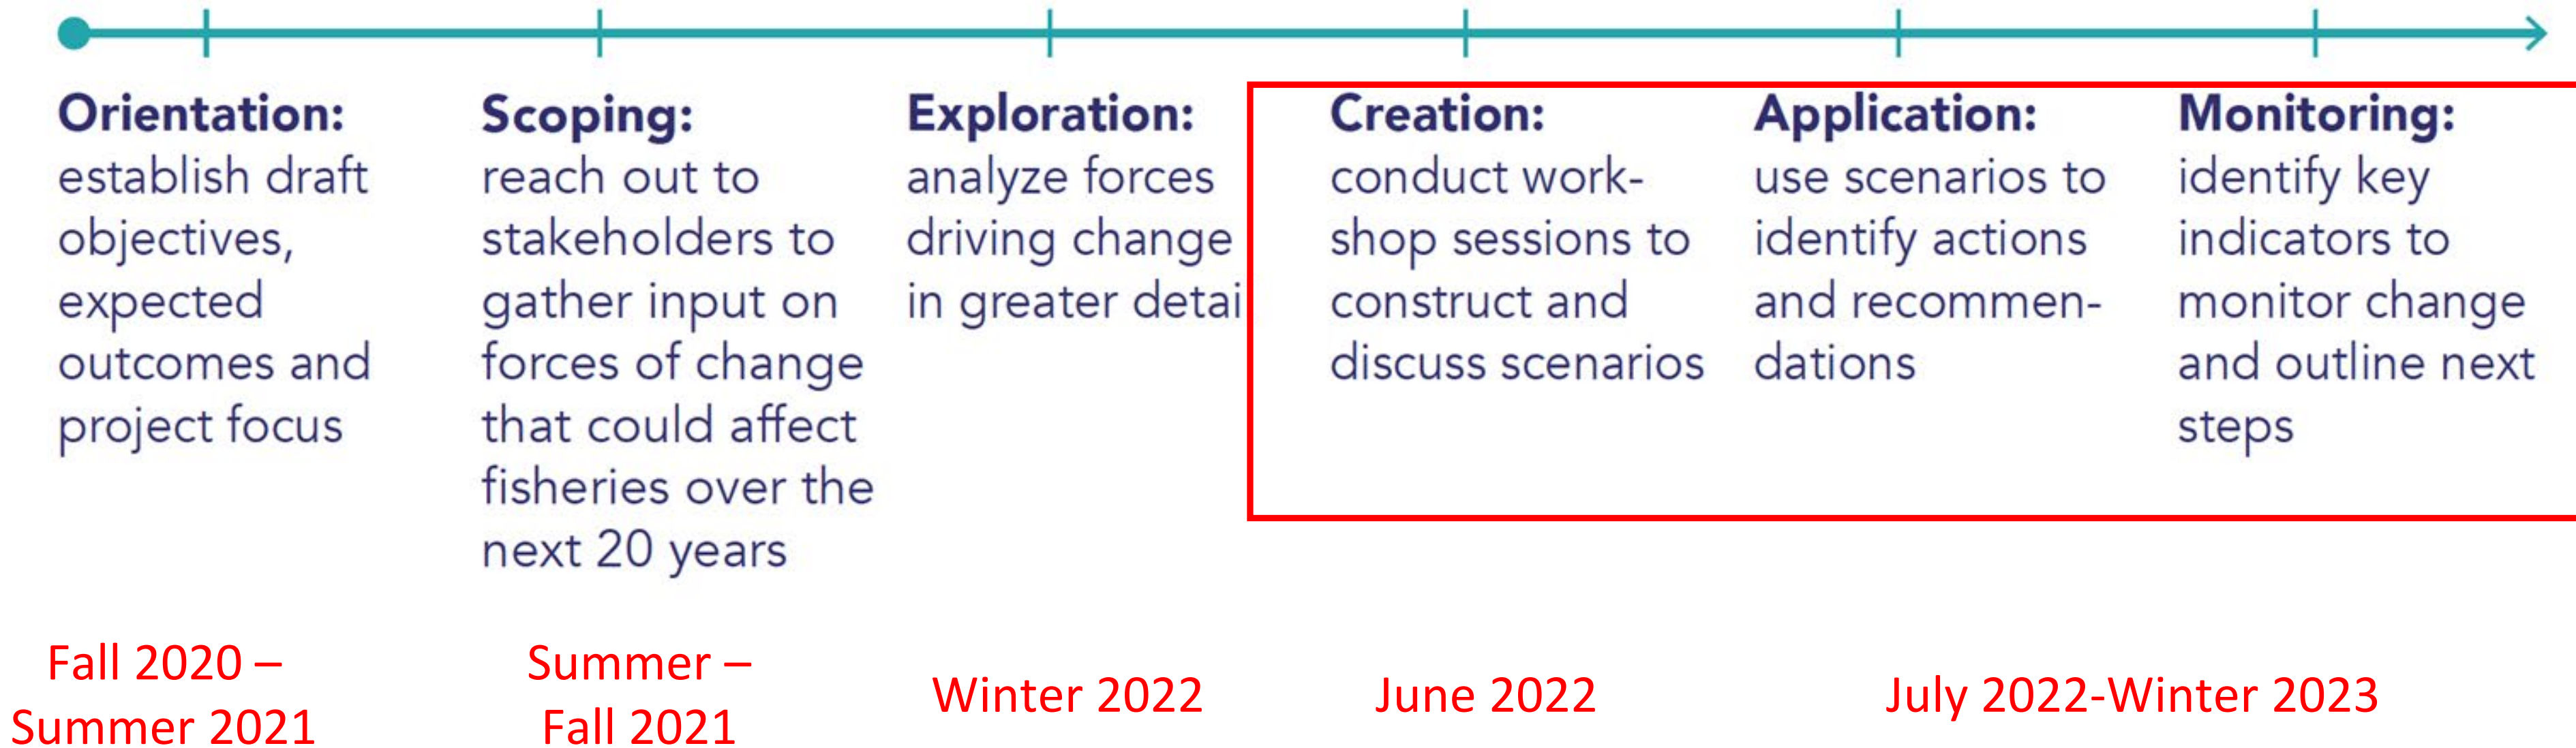 Orientation:
establish draft
objectives,
expected
outcomes and
project focus
Scoping:
reach out to
stakeholders to
gather input on
forces of change
that could affect
fisheries over the
next 20 years
Exploration:
analyze forces
driving change
in greater detai
Creation:
conduct work-
shop sessions to
construct and
discuss scenarios
Application:
use scenarios to
identify actions
and recommen-
dations
Monitoring:
identify key
indicators to
monitor change
and outline next
steps
Fall 2020 –
Summer 2021
Summer –
Fall 2021
Winter 2022
June 2022
July 2022-Winter 2023